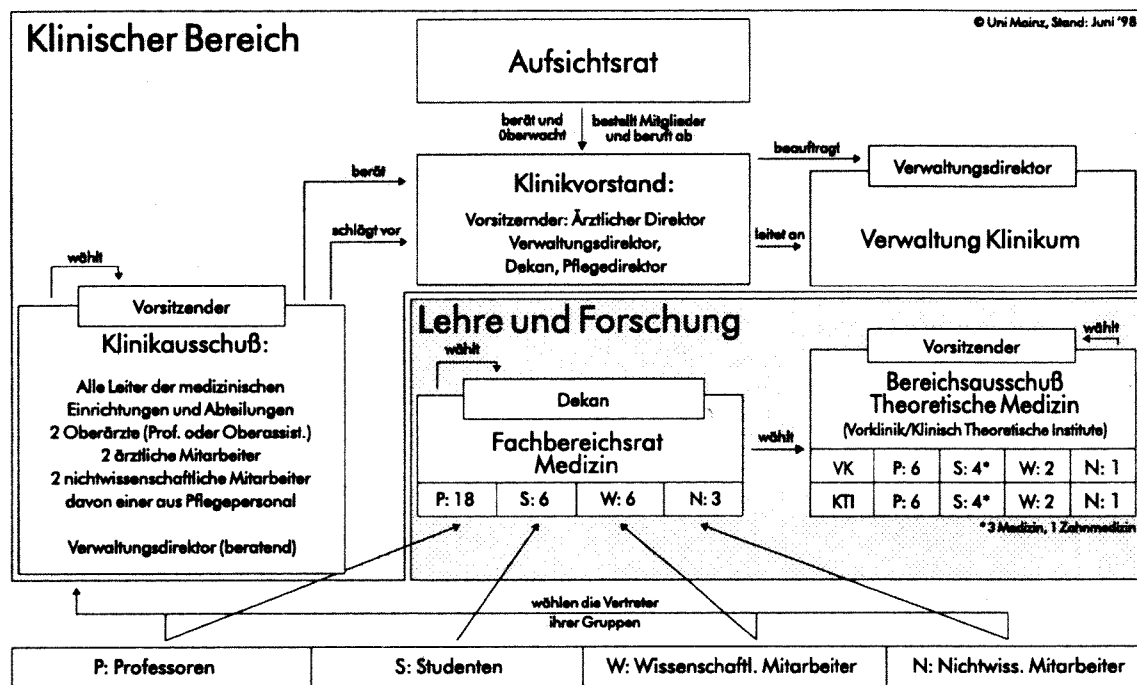 Klinischer Bereich
© Uni Mainz, Stand: Juni '98
Aufsichtsrat
berät und
überwacht
bestellt Mitglieder
und beruft ab
berät
schlägt vor
Klinikvorstand:
Vorsitzernder: Ärztlicher Direktor
Verwaltungsdirektor,
Dekan, Pflegedirektor
beauftragt
leitet an
Verwaltungsdirektor
Verwaltung Klinikum
wählt
Vorsitzender
Klinikausschuß:
Alle Leiter der medizinischen
Einrichtungen und Abteilungen
2 Oberärzte (Prof. oder Oberassist.)
2 ärztliche Mitarbeiter
2 nichtwissenschaftliche Mitarbeiter
davon einer aus Pflegepersonal
Verwaltungsdirektor (beratend)
Lehre und Forschung
wählt
Dekan
Fachbereichsrat
Medizin
P: 18 S: 6 W: 6 N: 3
wählt
wählt
Vorsitzender
Bereichsausschuß
Theoretische Medizin
(Vorklinik/Klinisch Theoretische Institute)
VK P: 6 S: 4* W: 2 N: 1
KTI P: 6 S: 4* W: 2 N: 1
* 3 Medizin, 1 Zahnmedizin
wählen die Vertreter
ihrer Gruppen
P: Professoren S: Studenten W: Wissenschaftl. Mitarbeiter N: Nichtwiss. Mitarbeiter